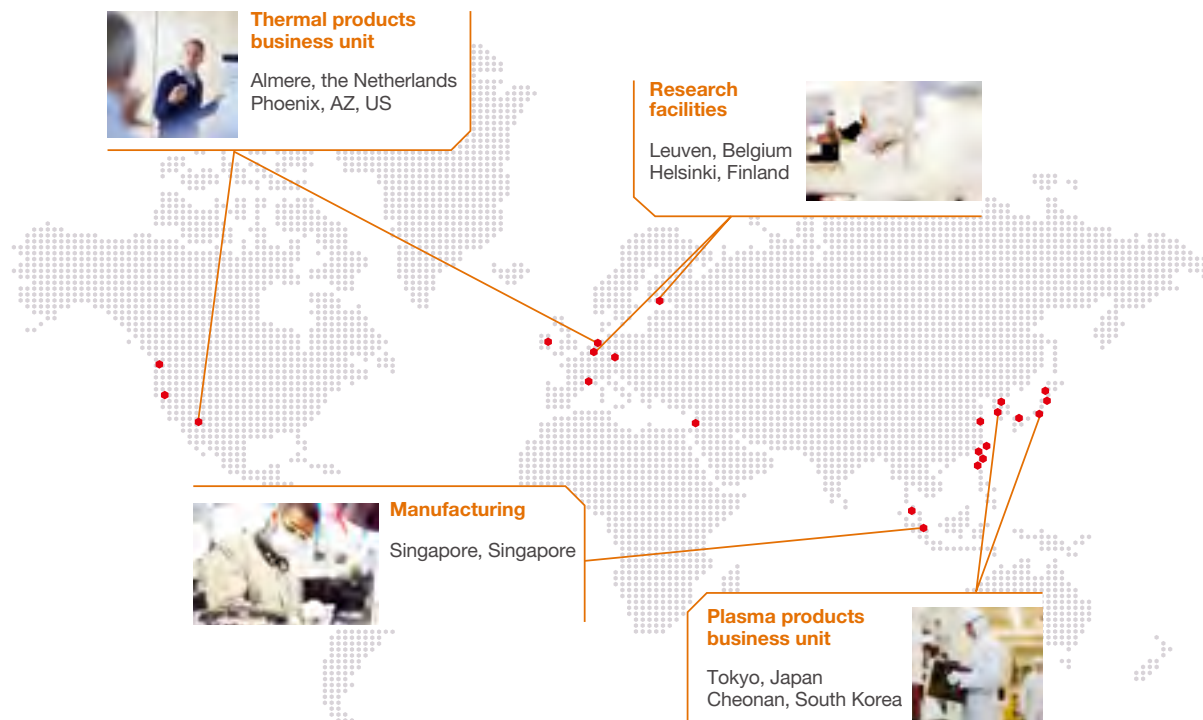 Thermal products
business unit
Almere, the Netherlands
Phoenix, AZ, US
Research
facilities
Leuven, Belgium
Helsinki, Finland
Manufacturing
Singapore, Singapore
Plasma products
business unit
Tokyo, Japan
Cheonan, South Korea